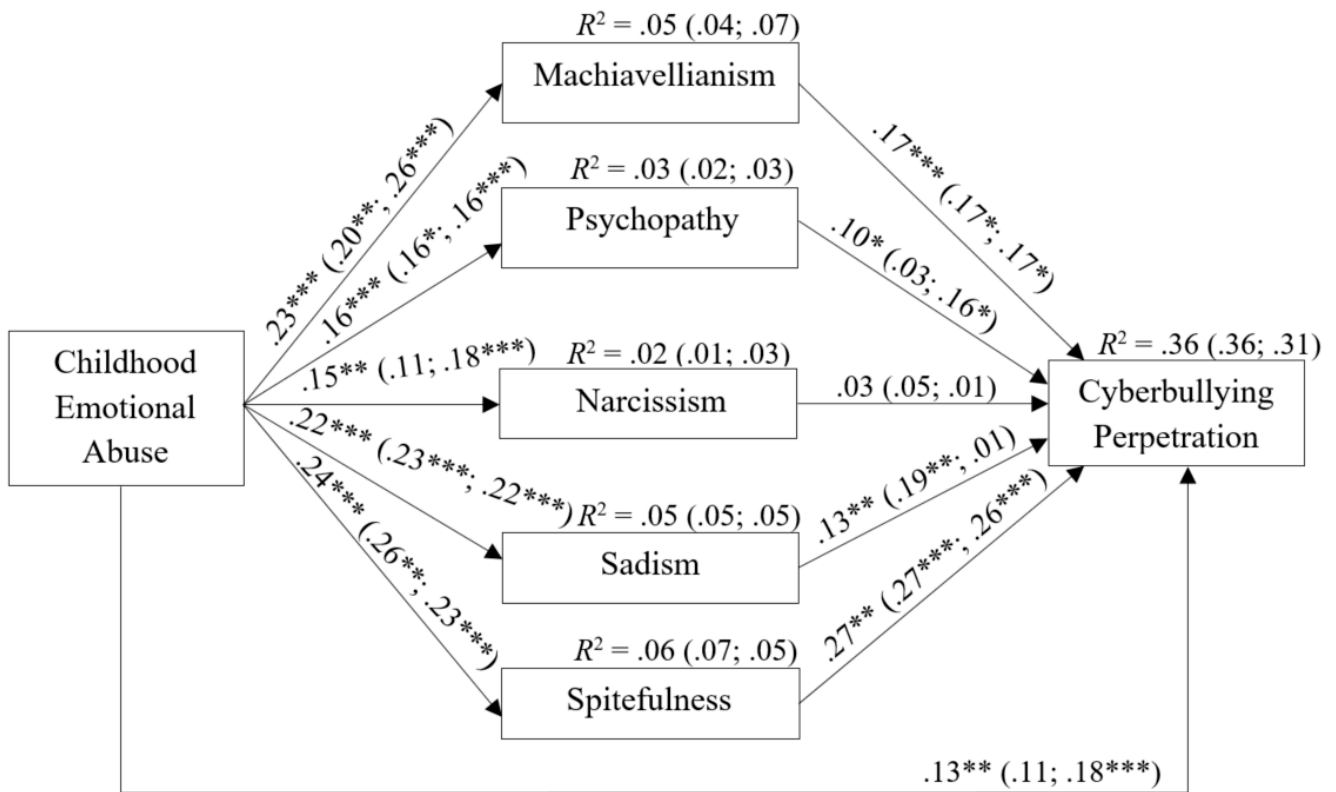 R² = .05 (.04; .07)
Machiavellianism
.23*** (.20**; .26***)
.17*** (.17*; .17*)
R² = .03 (.02; .03)
Psychopathy
.16*** (.16*; .16***)
.10* (.03; .16*)
Childhood
Emotional
Abuse
.15** (.11; .18***)
R² = .02 (.01; .03)
Narcissism
.03 (.05; .01)
R² = .36 (.36; .31)
Cyberbullying
Perpetration
.22*** (.23***; .22***)
R² = .05 (.05; .05)
Sadism
.13** (.19**; .01)
.24*** (.26**; .23***)
R² = .06 (.07; .05)
Spitefulness
.27** (.27***; .26***)
.13** (.11; .18***)